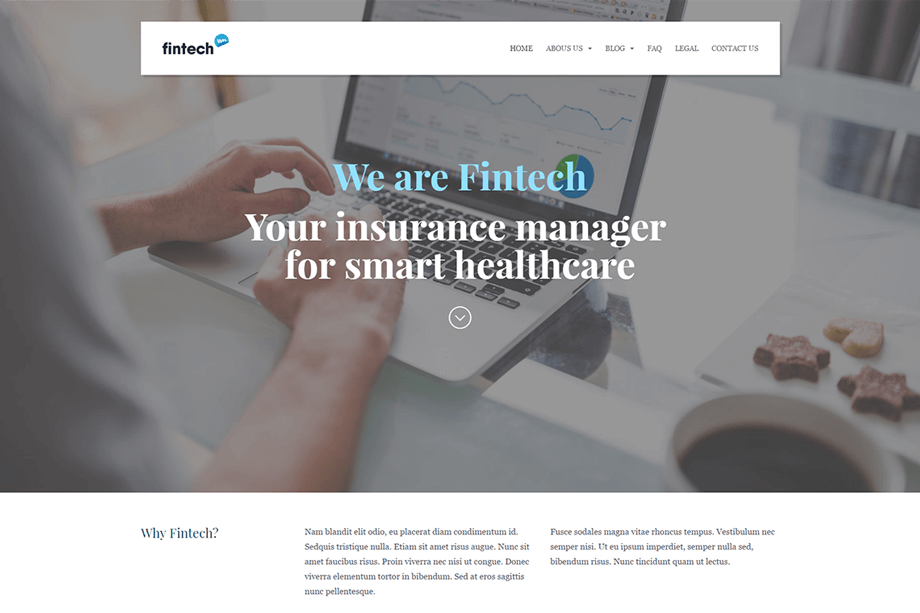 fintech
HOME ABOUS US BLOG FAQ LEGAL CONTACT US
We are Fintech
Your insurance manager
for smart healthcare
Why Fintech?
Nam blandit elit odio, eu placerat diam condimentum id.
Sedquis tristique nulla. Etiam sit amet risus augue. Nunc sit
amet faucibus risus. Proin viverra nec nisi ut congue. Donec
viverra elementum tortor in bibendum. Sed at eros sagittis
nunc pellentesque.
Fusce sodales magna vitae rhoncus tempus. Vestibulum nec
semper nisi. Ut eu ipsum imperdiet, semper nulla sed,
bibendum risus. Nunc tincidunt quam ut lectus.